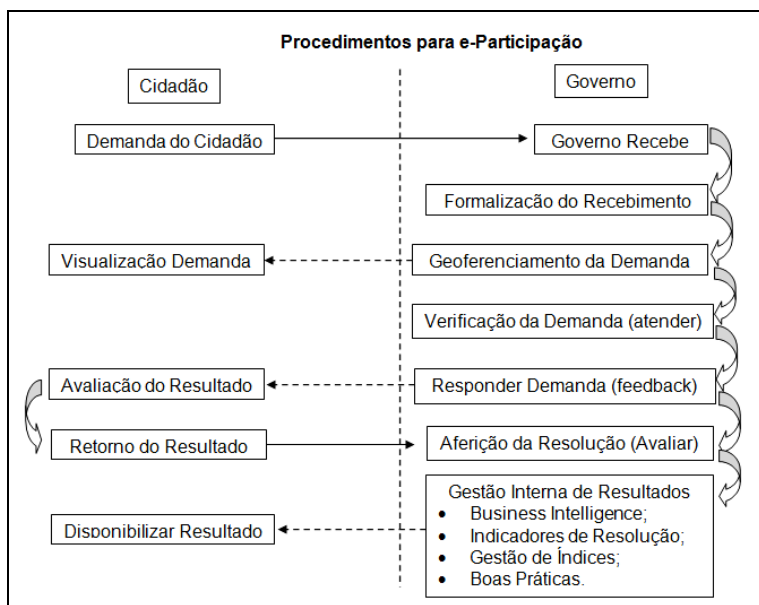 Procedimentos para e-Participação
Cidadão
Governo
Demanda do Cidadão
Governo Recebe
Formalização do Recebimento
Visualização Demanda
Geoferenciamento da Demanda
Verificação da Demanda (atender)
Avaliação do Resultado
Responder Demanda (feedback)
Retorno do Resultado
Aferição da Resolução (Avaliar)
Gestão Interna de Resultados
• Business Intelligence;
• Indicadores de Resolução;
• Gestão de Índices;
• Boas Práticas.
Disponibilizar Resultado